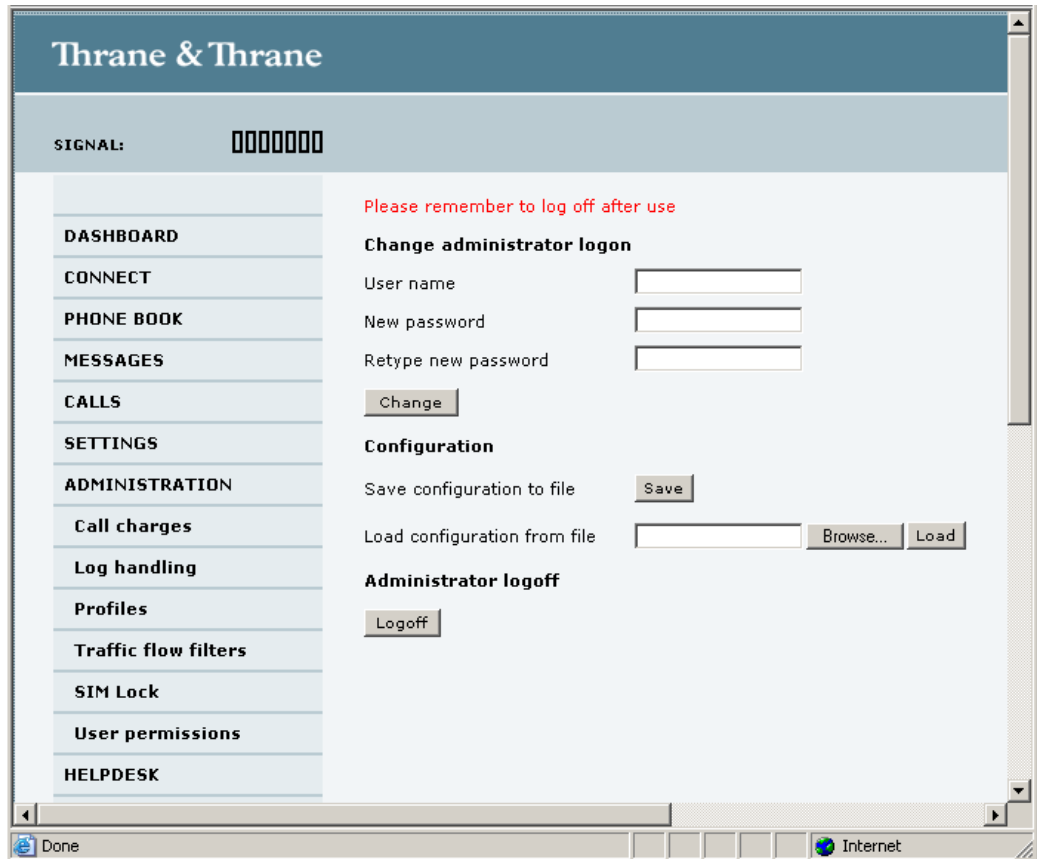 Thrane & Thrane
SIGNAL:
Please remember to log off after use
DASHBOARD
Change administrator logon
CONNECT
User name
PHONE BOOK
New password
MESSAGES
Retype new password
CALLS
Change
SETTINGS
Configuration
ADMINISTRATION
Save configuration to file Save
Call charges
Load configuration from file Browse... Load
Log handling
Administrator logoff
Profiles
Logoff
Traffic flow filters
SIM Lock
User permissions
HELPDESK
Done Internet